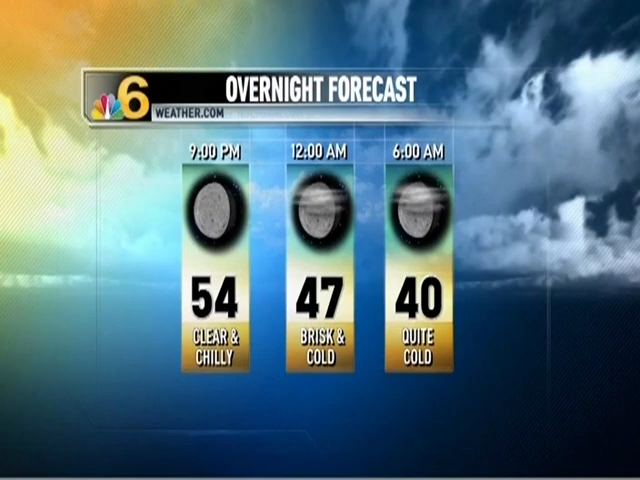 6
OVERNIGHT FORECAST
WEATHER.COM
9:00 PM
12:00 AM
6:00 AM
54
47
40
CLEAR &
CHILLY
BRISK &
COLD
QUITE
COLD